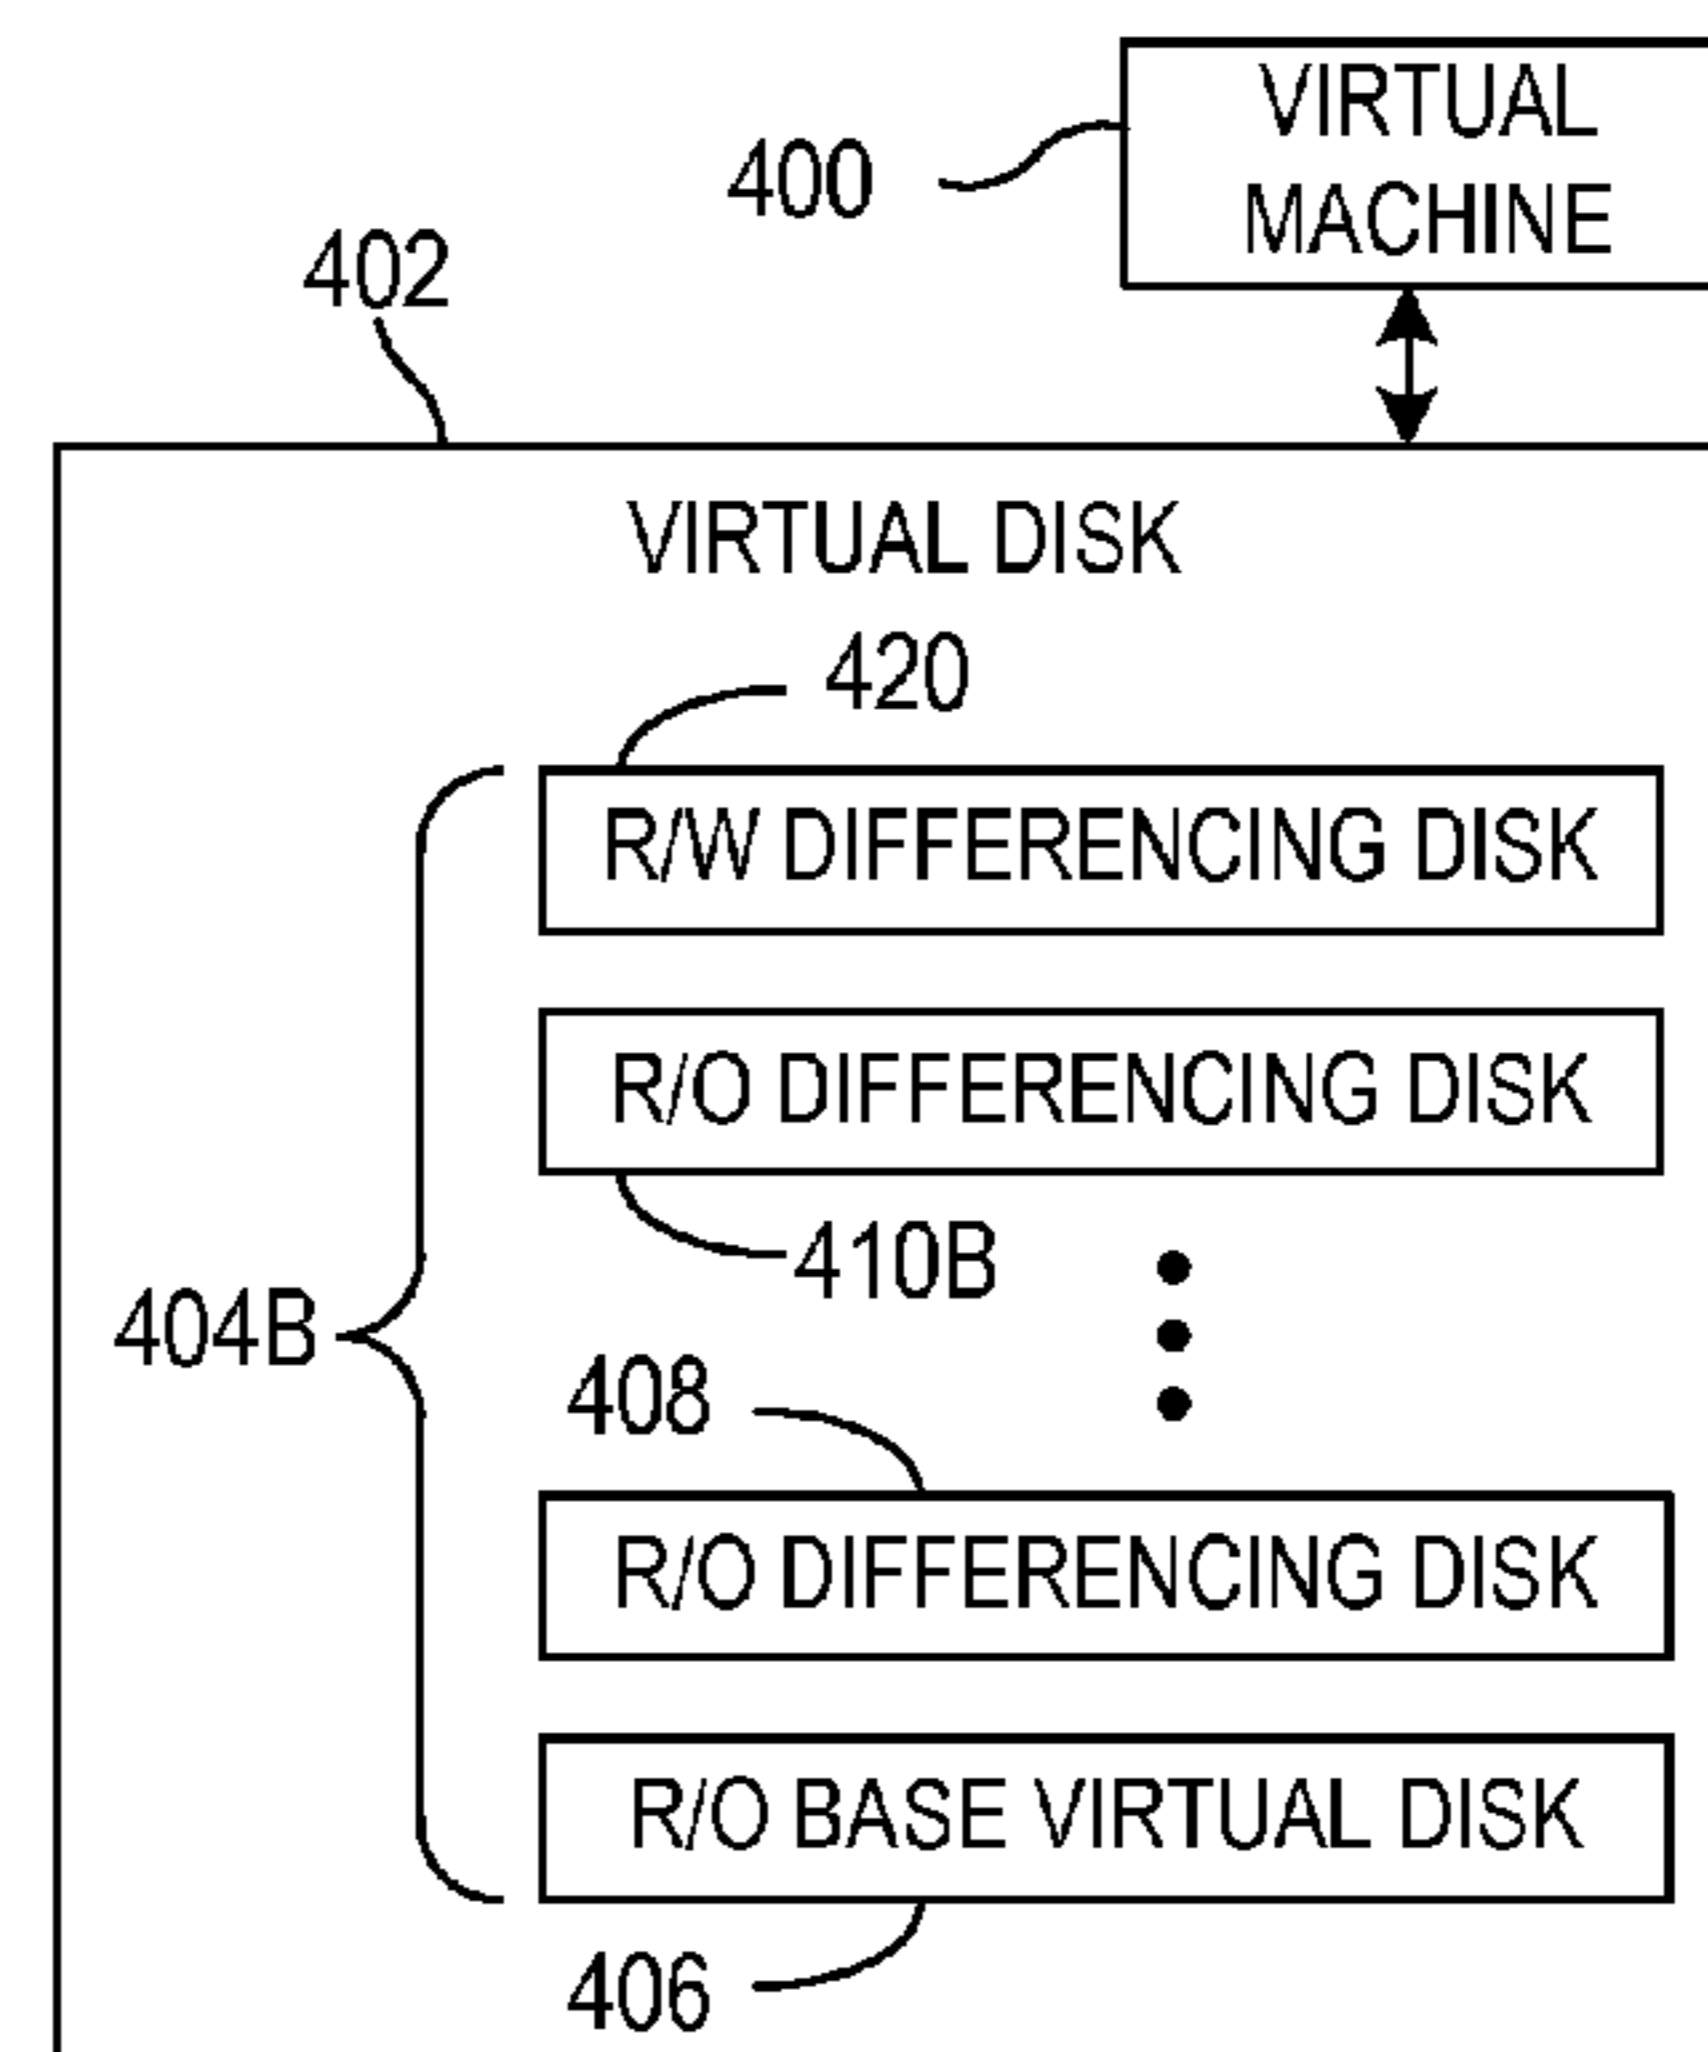 VIRTUAL
MACHINE
400
402
VIRTUAL DISK
420
R/W DIFFERENCING DISK
R/O DIFFERENCING DISK
410B
404B
408
R/O DIFFERENCING DISK
R/O BASE VIRTUAL DISK
406